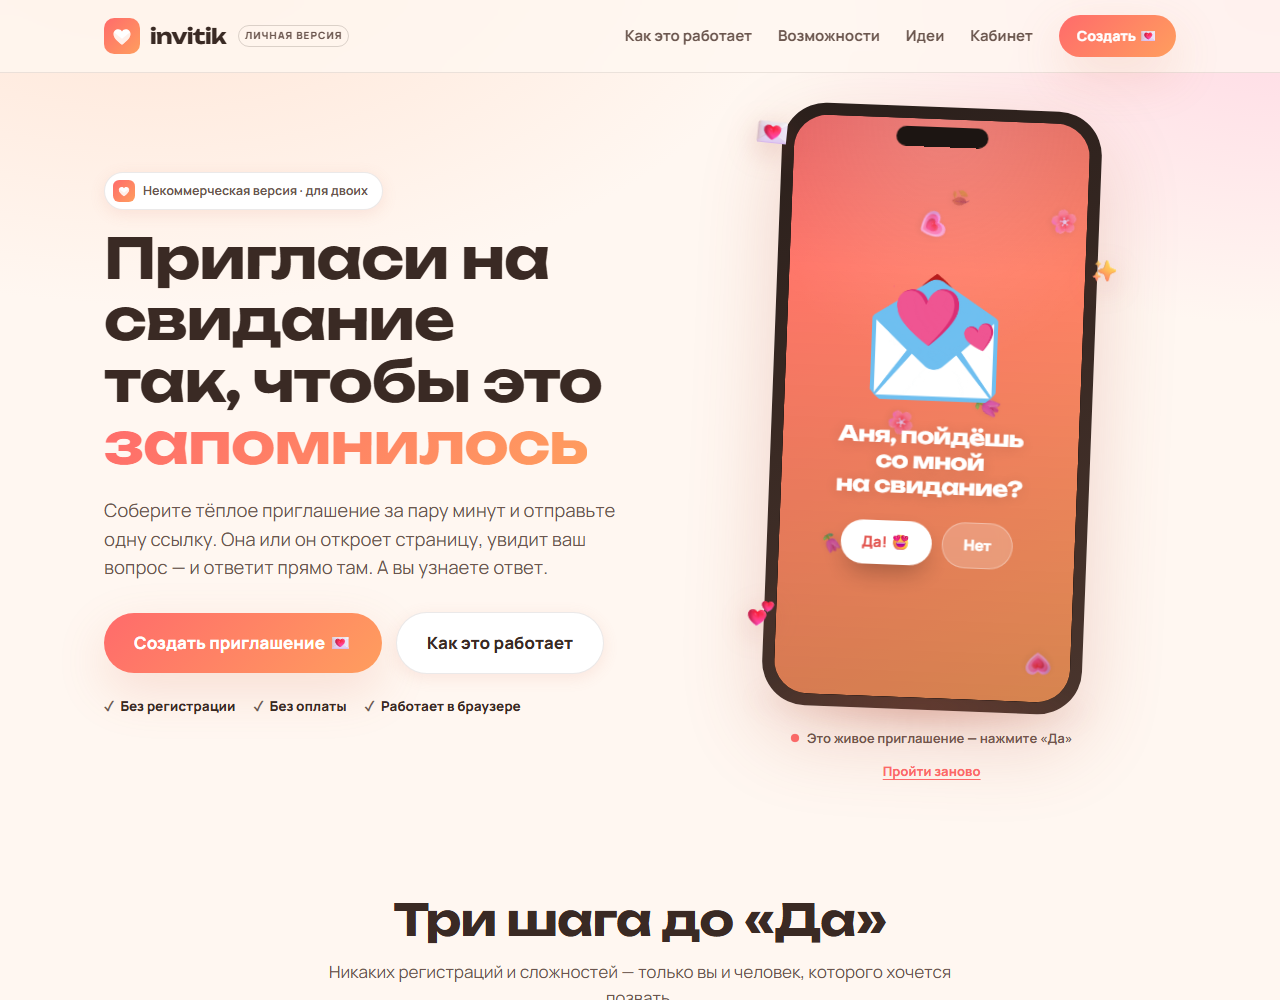 invitik
ЛИЧНАЯ ВЕРСИЯ
Как это работает
Возможности
Идеи
Кабинет
Создать
Некоммерческая версия · для двоих
Пригласи на
свидание
так, чтобы это
запомнилось
Соберите тёплое приглашение за пару минут и отправьте
одну ссылку. Она или он откроет страницу, увидит ваш
вопрос — и ответит прямо там. А вы узнаете ответ.
Создать приглашение
Как это работает
✓ Без регистрации
✓ Без оплаты
✓ Работает в браузере
Аня, пойдёшь
со мной
на свидание?
Да!
Нет
Это живое приглашение — нажмите «Да»
Пройти заново
Три шага до «Да»
Никаких регистраций и сложностей — только вы и человек, которого хочется
позвать.